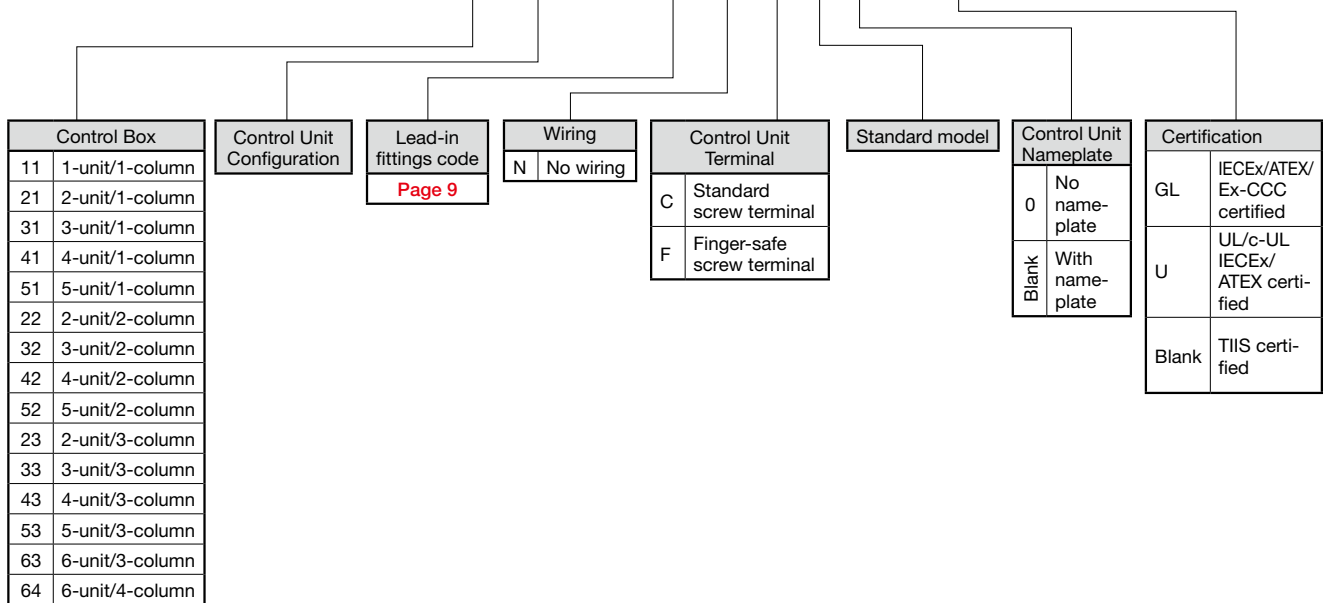 Control Box
11 1-unit/1-column
21 2-unit/1-column
31 3-unit/1-column
41 4-unit/1-column
51 5-unit/1-column
22 2-unit/2-column
32 3-unit/2-column
42 4-unit/2-column
52 5-unit/2-column
23 2-unit/3-column
33 3-unit/3-column
43 4-unit/3-column
53 5-unit/3-column
63 6-unit/3-column
64 6-unit/4-column
Control Unit
Configuration
Lead-in
fittings code
Page 9
Wiring
N No wiring
Control Unit
Terminal
C Standard
screw terminal
F Finger-safe
screw terminal
Standard model
Control Unit
Nameplate
0 No
name-
plate
Blank With
name-
plate
Certification
GL IECEx/ATEX/
Ex-CCC
certified
U UL/c-UL
IECEx/
ATEX certi-
fied
Blank TIIS certi-
fied